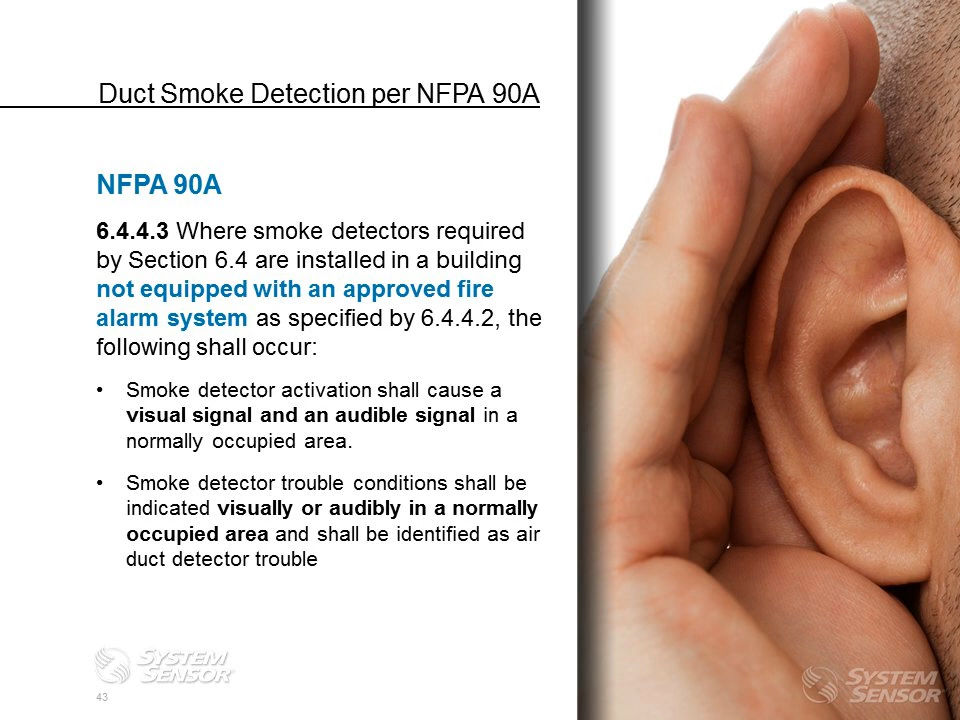 Duct Smoke Detection per NFPA 90A
NFPA 90A
6.4.4.3 Where smoke detectors required
by Section 6.4 are installed in a building
not equipped with an approved fire
alarm system as specified by 6.4.4.2, the
following shall occur:
• Smoke detector activation shall cause a
visual signal and an audible signal in a
normally occupied area.
• Smoke detector trouble conditions shall be
indicated visually or audibly in a normally
occupied area and shall be identified as air
duct detector trouble
SYSTEM
SENSOR
43
SYSTEM
SENSOR